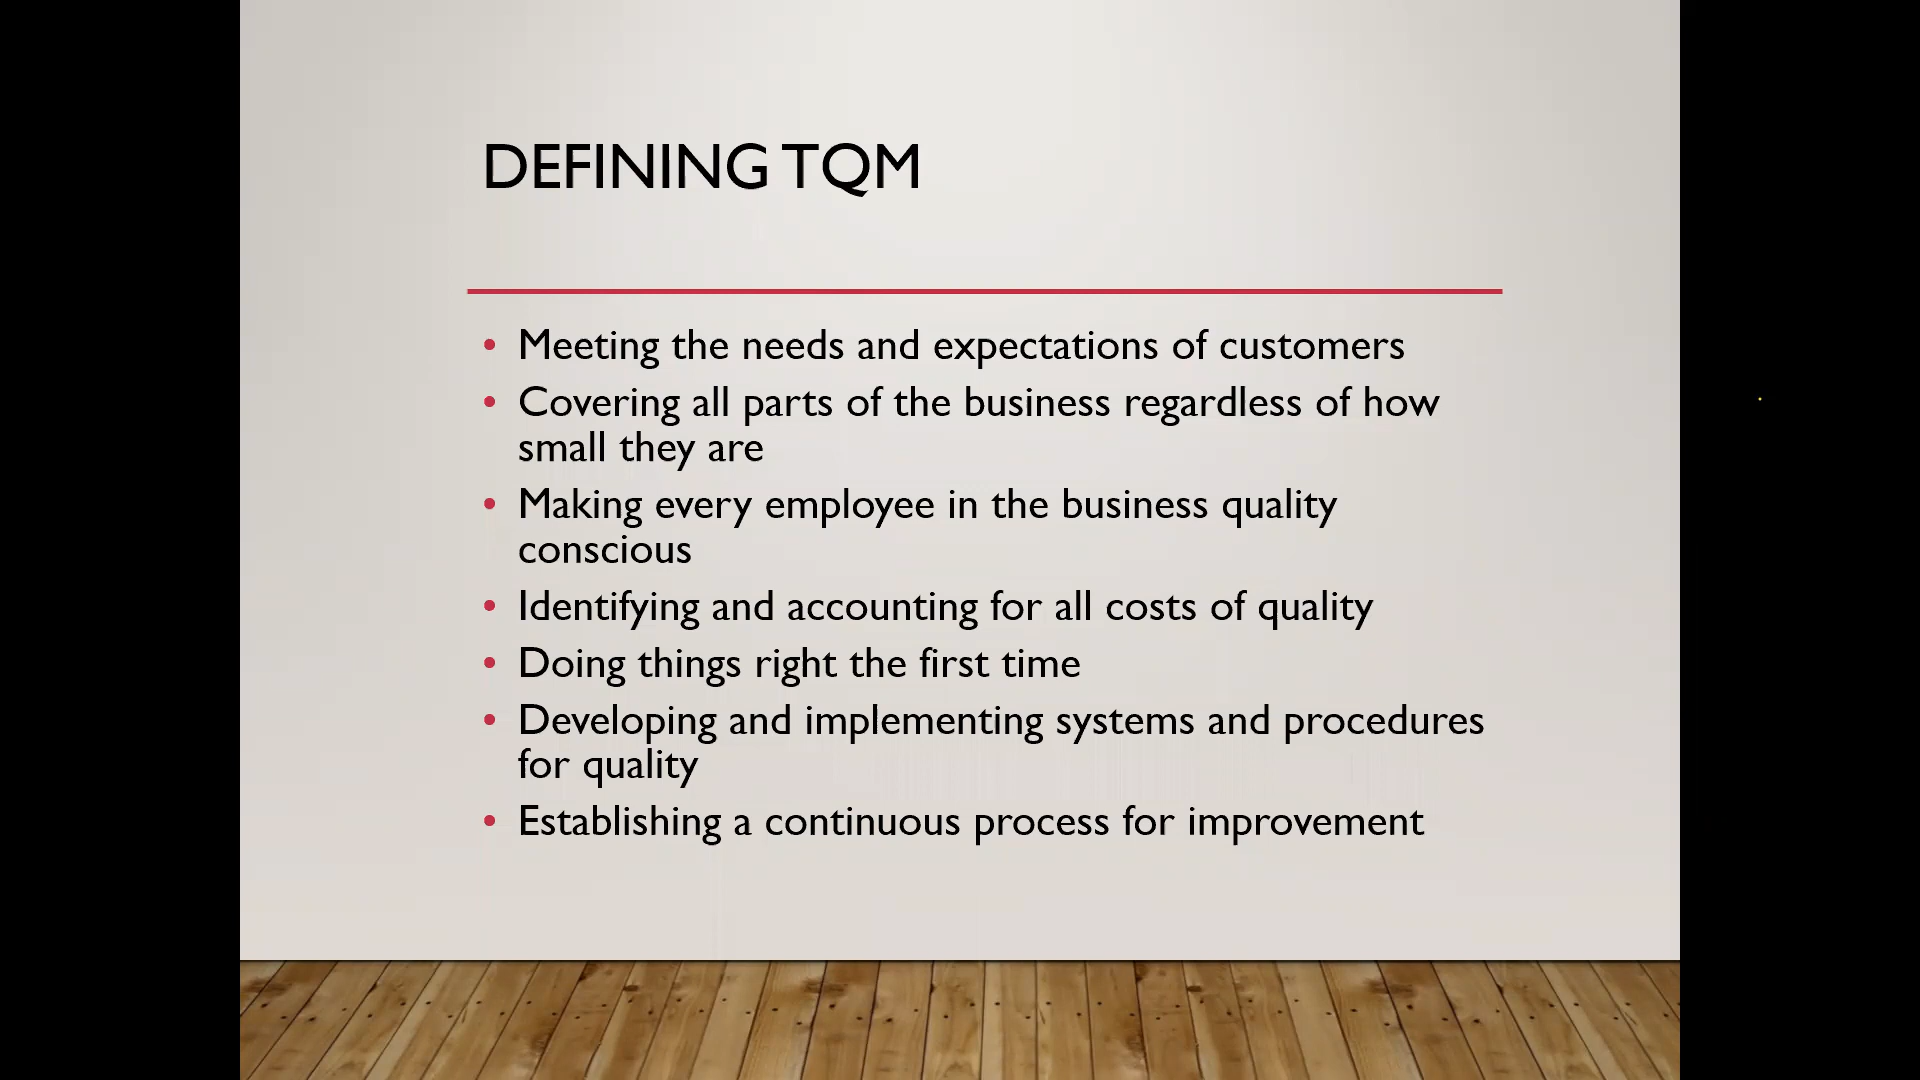 DEFINING TQM
• Meeting the needs and expectations of customers
• Covering all parts of the business regardless of how
small they are
• Making every employee in the business quality
conscious
• Identifying and accounting for all costs of quality
• Doing things right the first time
• Developing and implementing systems and procedures
for quality
• Establishing a continuous process for improvement